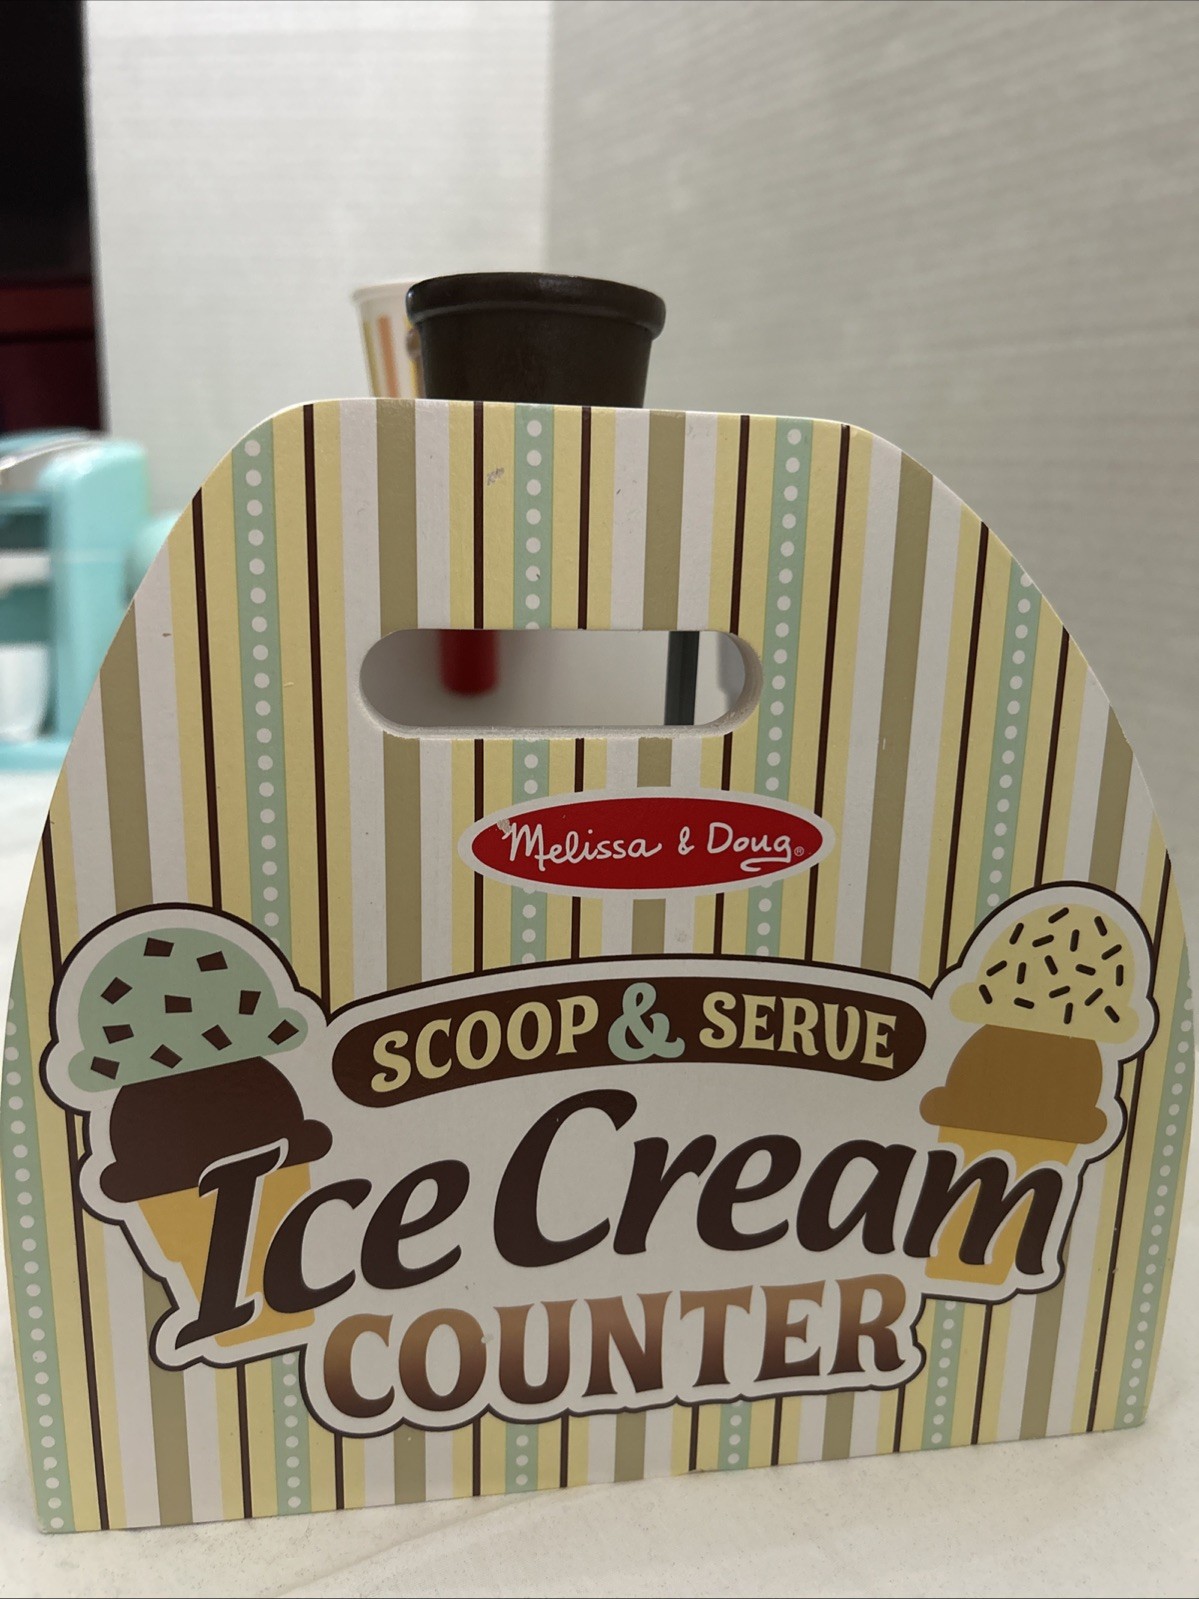 Melissa & Doug®
SCOOP & SERVE
Ice Cream
COUNTER